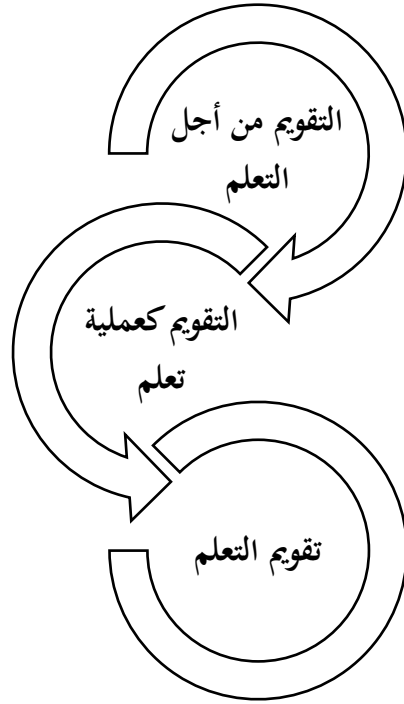 التقويم من أجل
التعلم
التقويم كعملية
تعلم
تقويم التعلم